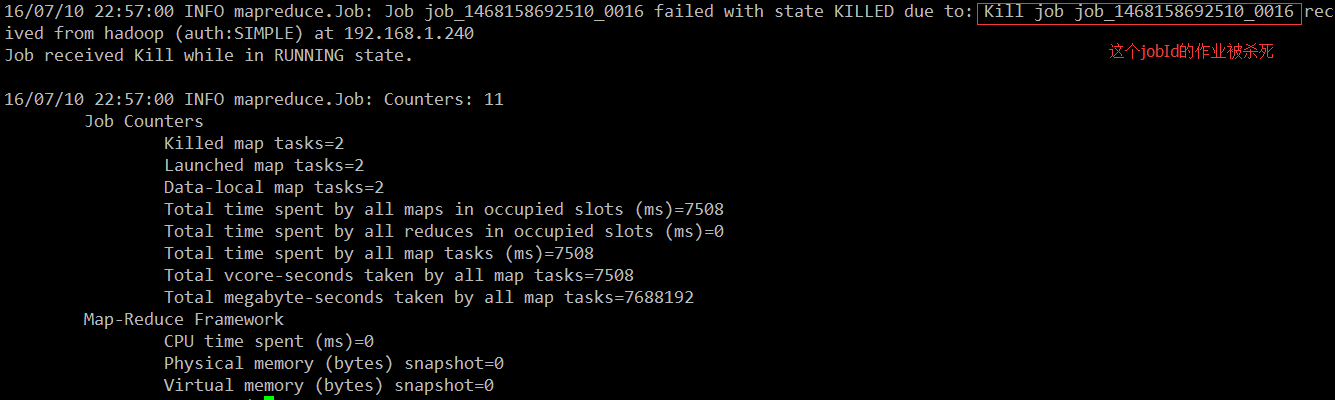 16/07/10 22:57:00 INFO mapreduce.Job: Job job_1468158692510_0016 failed with state KILLED due to: Kill job job_1468158692510_0016 rece
ived from hadoop (auth:SIMPLE) at 192.168.1.240
Job received Kill while in RUNNING state.
这个jobId的作业被杀死
16/07/10 22:57:00 INFO mapreduce.Job: Counters: 11
Job Counters
Killed map tasks=2
Launched map tasks=2
Data-local map tasks=2
Total time spent by all maps in occupied slots (ms)=7508
Total time spent by all reduces in occupied slots (ms)=0
Total time spent by all map tasks (ms)=7508
Total vcore-seconds taken by all map tasks=7508
Total megabyte-seconds taken by all map tasks=7688192
Map-Reduce Framework
CPU time spent (ms)=0
Physical memory (bytes) snapshot=0
Virtual memory (bytes) snapshot=0